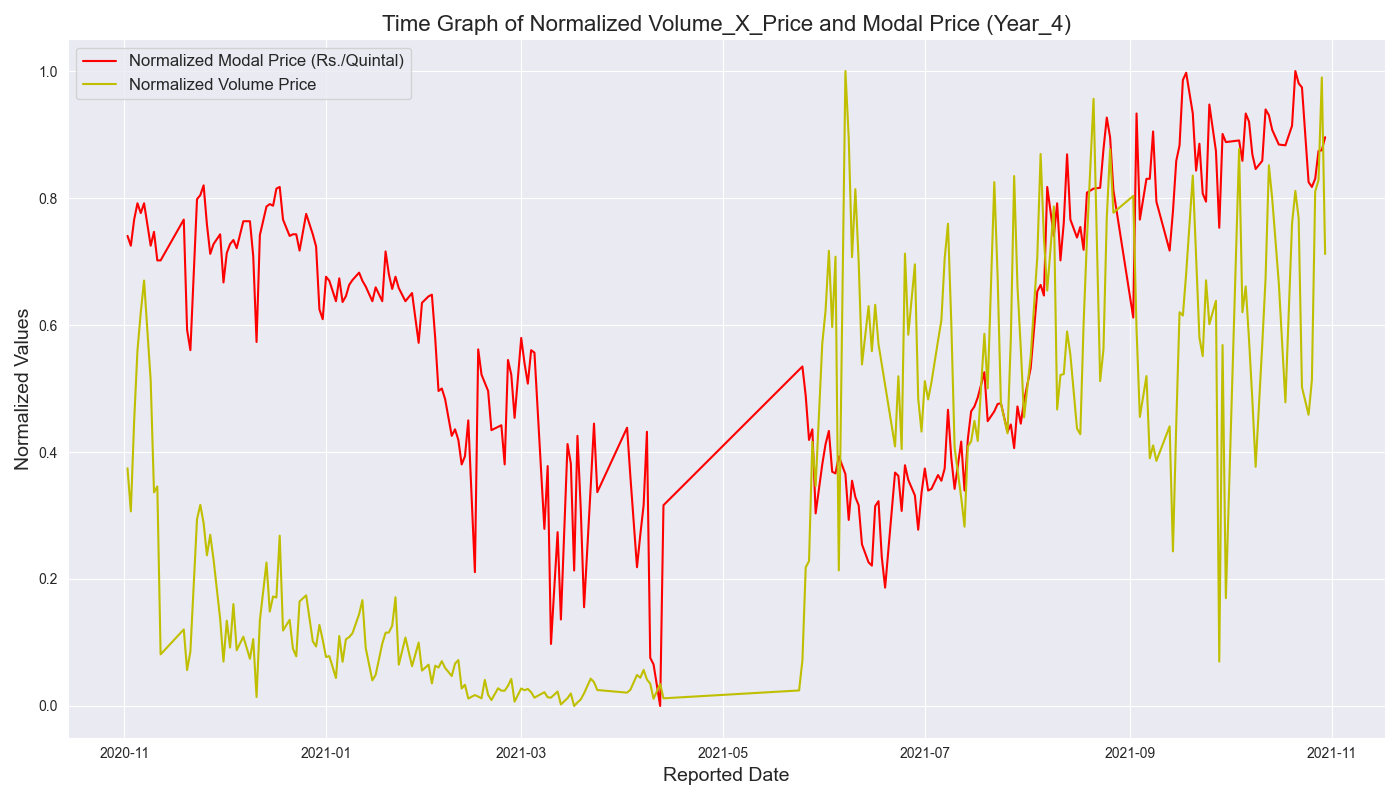 Time Graph of Normalized Volume_X_Price and Modal Price (Year_4)
Normalized Modal Price (Rs./Quintal)
Normalized Volume Price
Normalized Values
1.0
0.8
0.6
0.4
0.2
0.0
2020-11 2021-01 2021-03 2021-05 2021-07 2021-09 2021-11
Reported Date